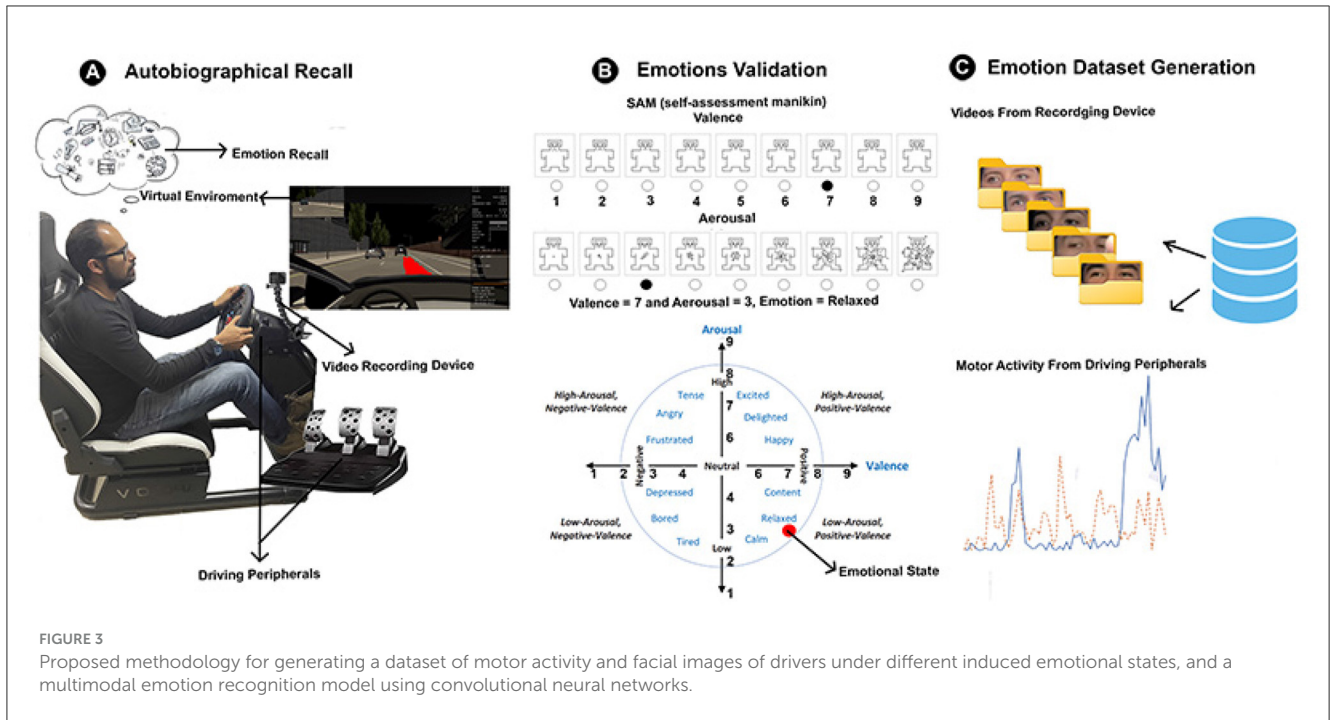 A Autobiographical Recall
Emotion Recall
Virtual Enviroment
Video Recording Device
Driving Peripherals
B Emotions Validation
SAM (self-assessment manikin)
Valence
1 2 3 4 5 6 7 8 9
Aerousal
Valence = 7 and Aerousal = 3, Emotion = Relaxed
Arousal
9
8
High
High-Arousal,
Negative-Valence
Tense
Excited
High-Arousal,
Positive-Valence
7
Angry
Delighted
6
Frustrated
Happy
Negative
Neutral
Positive
1 2 3 4 6 7 8 9 Valence
Depressed
4
Content
Low-Arousal,
Negative-Valence
Bored
3
Relaxed
Low-Arousal,
Positive-Valence
Tired
Low
Calm
2
Emotional State
1
C Emotion Dataset Generation
Videos From Recordging Device
Motor Activity From Driving Peripherals
FIGURE 3
Proposed methodology for generating a dataset of motor activity and facial images of drivers under different induced emotional states, and a
multimodal emotion recognition model using convolutional neural networks.